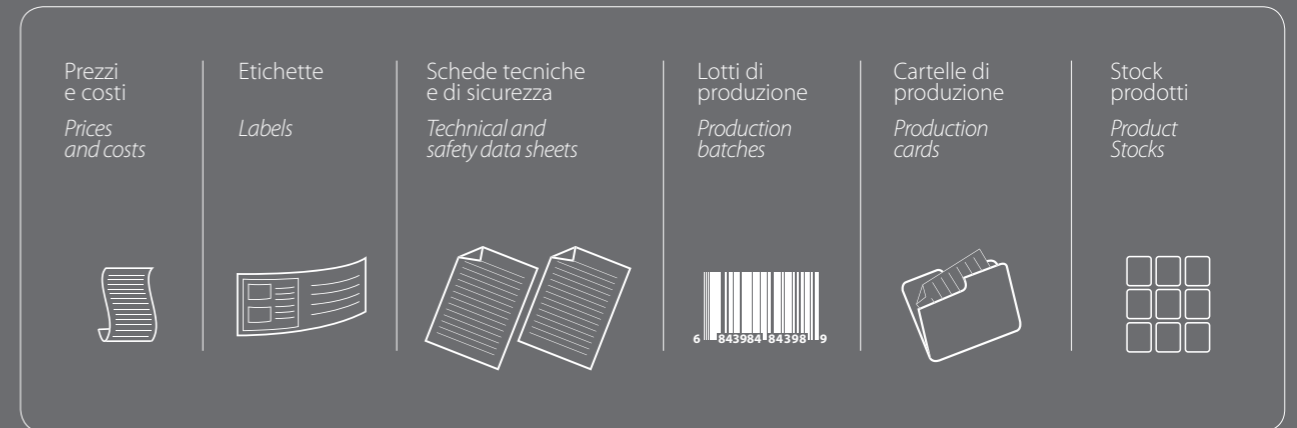 Prezzi
e costi
Prices
and costs
Etichette
Labels
Schede tecniche
e di sicurezza
Technical and
safety data sheets
Lotti di
produzione
Production
batches
Cartelle di
produzione
Production
cards
Stock
prodotti
Product
Stocks
6 843984 84398 9